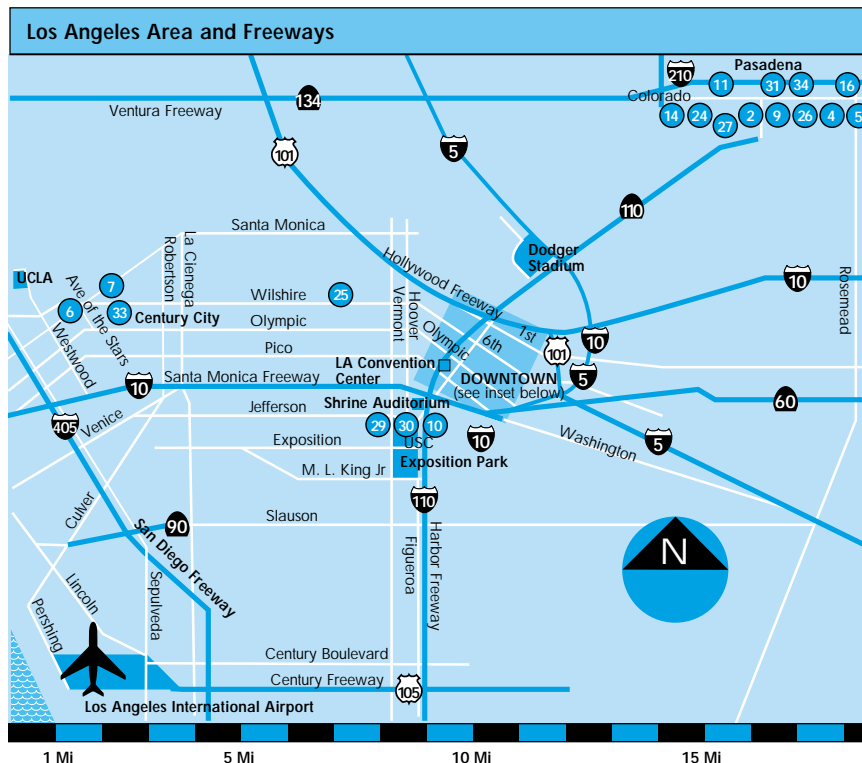 Los Angeles Area and Freeways
Pasadena
210
11
31
34
16
134
Colorado
Ventura Freeway
14
24
27
2
9
26
4
5
101
5
110
Santa Monica
La Cienega
Robertson
Hollywood Freeway
Dodger
Stadium
Rosemead
UCLA
Ave of the Stars
7
10
6
33
Century City
Wilshire
25
Vermont
Hoover
Olympic
Olympic
6th
1st
10
101
Westwood
Pico
LA Convention
Center
DOWNTOWN
(see inset below)
5
10
Santa Monica Freeway
60
Jefferson
Shrine Auditorium
405
Venice
29
30
10
USC
10
Washington
5
Exposition
Exposition Park
M. L. King Jr
110
Culver
90
Slauson
San Diego Freeway
N
Lincoln
Sepulveda
Figueroa
Harbor Freeway
Pershing
Century Boulevard
Century Freeway
105
Los Angeles International Airport
1 Mi
5 Mi
10 Mi
15 Mi